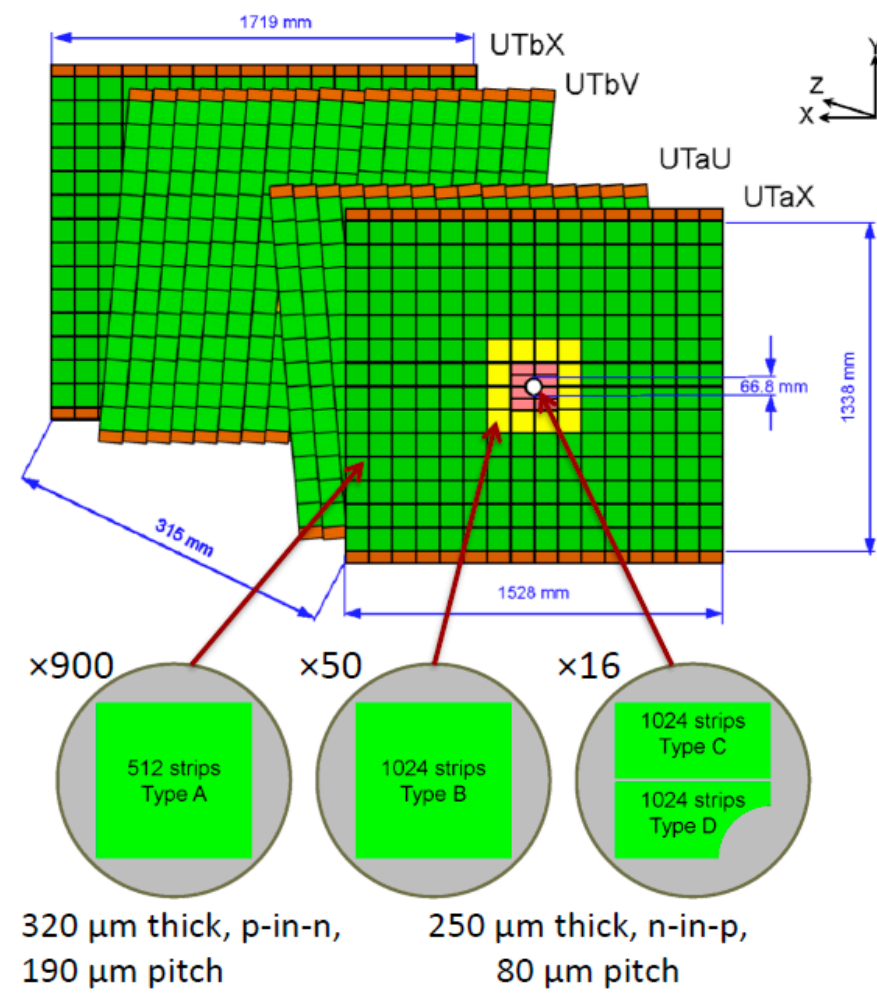 1719 mm
UTbX
UTbV
Y
Z
X
UTaU
UTaX
66.8 mm
1338 mm
315 mm
1528 mm
×900
×50
×16
512 strips
Type A
1024 strips
Type B
1024 strips
Type C
1024 strips
Type D
320 µm thick, p-in-n,
190 µm pitch
250 µm thick, n-in-p,
80 µm pitch